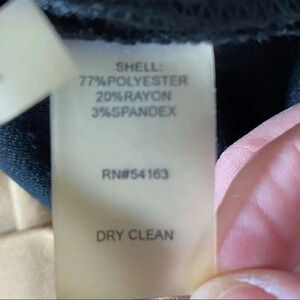 SHELL:
77%POLYESTER
20%RAYON
3%SPANDEX
RN#54163
DRY CLEAN